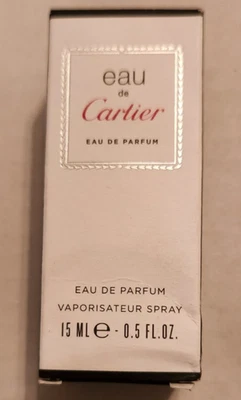 eau
de
Cartier
EAU DE PARFUM
EAU DE PARFUM
VAPORISATEUR SPRAY
15 ML ℮ - 0.5 FL.OZ.